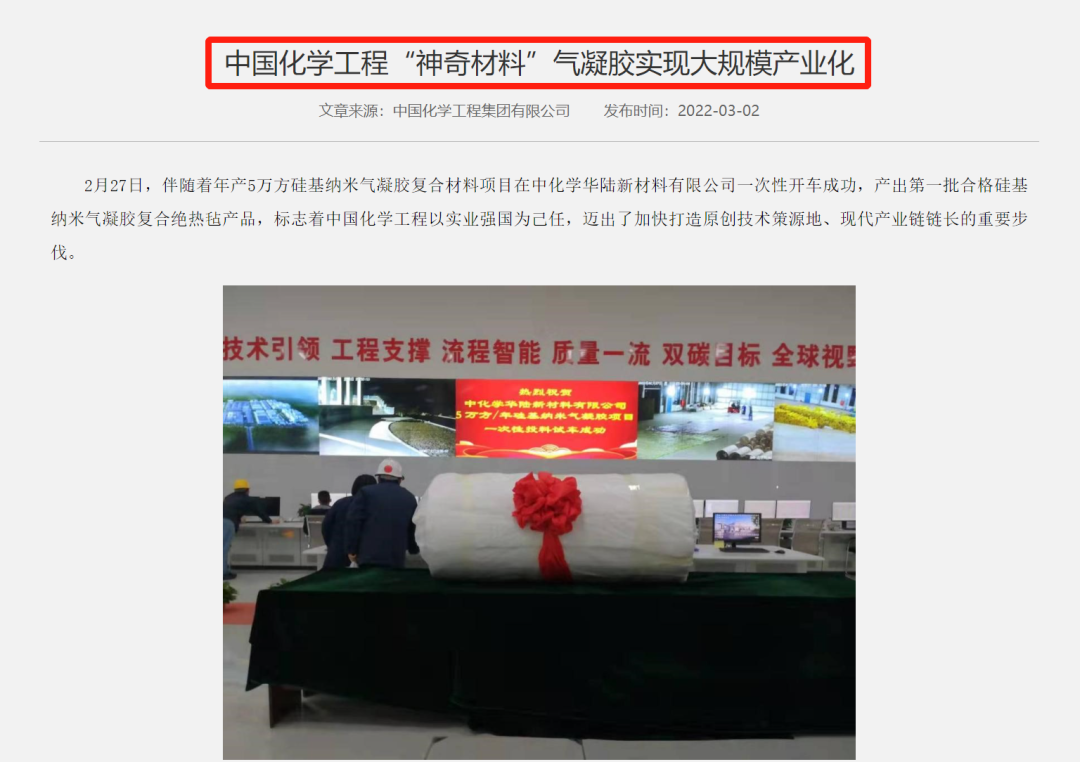 中国化学工程“神奇材料”气凝胶实现大规模产业化
文章来源：中国化学工程集团有限公司 发布时间：2022-03-02
2月27日，伴随着年产5万方硅基纳米气凝胶复合材料项目在中化学华陆新材料有限公司一次性开车成功，产出第一批合格硅基
纳米气凝胶复合绝热毡产品，标志着中国化学工程以实业强国为己任，迈出了加快打造原创技术策源地、现代产业链链长的重要步
伐。
技术引领 工程支撑 流程智能 质量一流 双碳目标 全球视野
热烈祝贺
中化学华陆新材料有限公司
5万方/年硅基纳米气凝胶项目
一次性投料试车成功